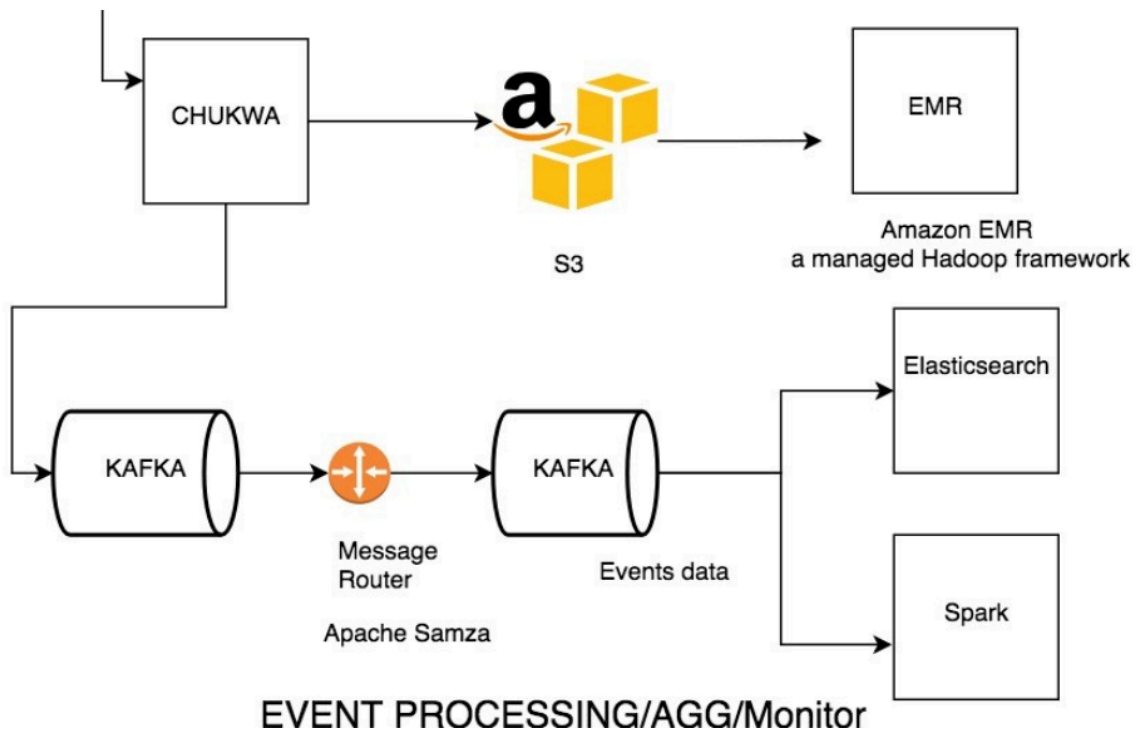 CHUKWA
a
EMR
S3
Amazon EMR
a managed Hadoop framework
Elasticsearch
KAFKA
KAFKA
Message
Router
Apache Samza
Events data
Spark
EVENT PROCESSING/AGG/Monitor